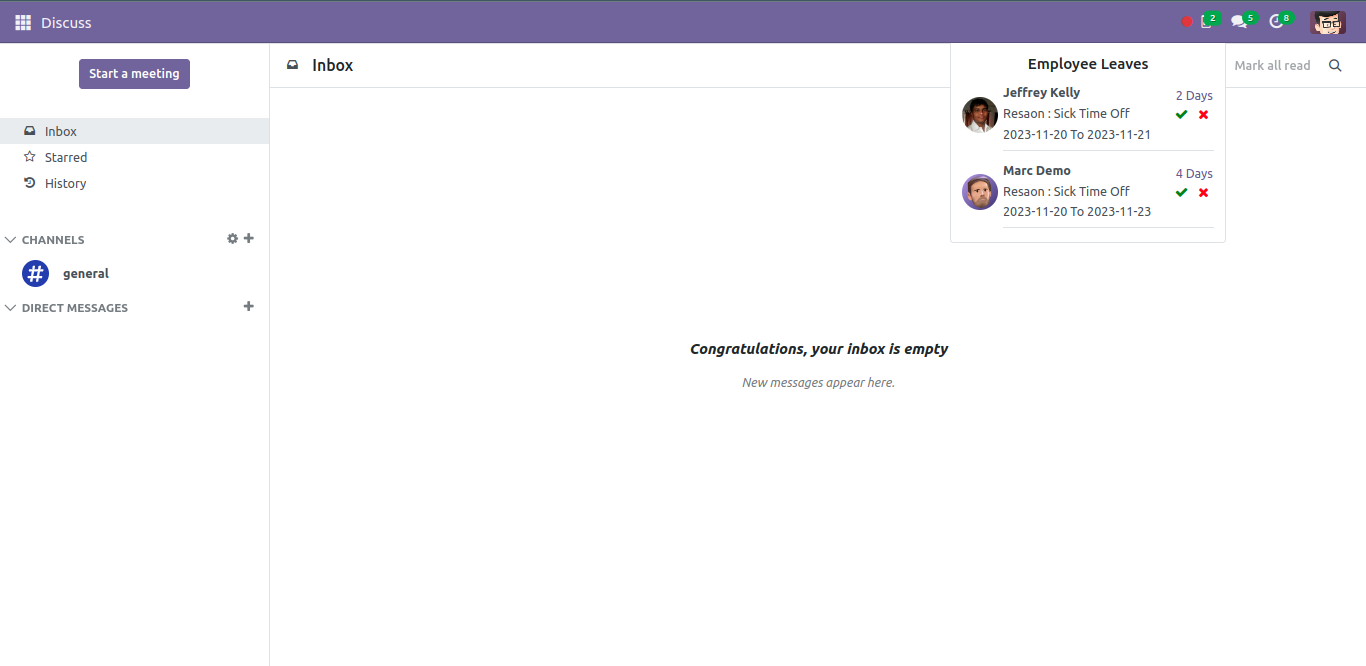 Discuss
2
5
8
Start a meeting
Inbox
Starred
History
CHANNELS
general
DIRECT MESSAGES
Inbox
Mark all read
Employee Leaves
Jeffrey Kelly
2 Days
Resaon : Sick Time Off
2023-11-20 To 2023-11-21
Marc Demo
4 Days
Resaon : Sick Time Off
2023-11-20 To 2023-11-23
Congratulations, your inbox is empty
New messages appear here.